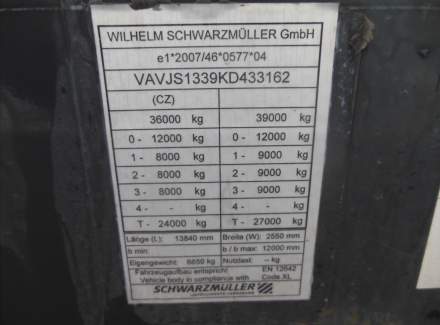 WILHELM SCHWARZMÜLLER GmbH
e1*2007/46*0577*04
VAVJS1339KD433162
(CZ)
36000 kg 39000 kg
0 - 12000 kg 0 - 12000 kg
1 - 8000 kg 1 - 9000 kg
2 - 8000 kg 2 - 9000 kg
3 - 8000 kg 3 - 9000 kg
4 - - kg 4 - - kg
T - 24000 kg T - 27000 kg
Länge (L): 13840 mm Breite (W): 2550 mm
b min: b / b max: 12000 mm
Eigengewicht: 6650 kg Nutzlast: -- kg
Fahrzeugaufbau entspricht EN 12642
Vehicle body in compliance with Code XL
SCHWARZMÜLLER